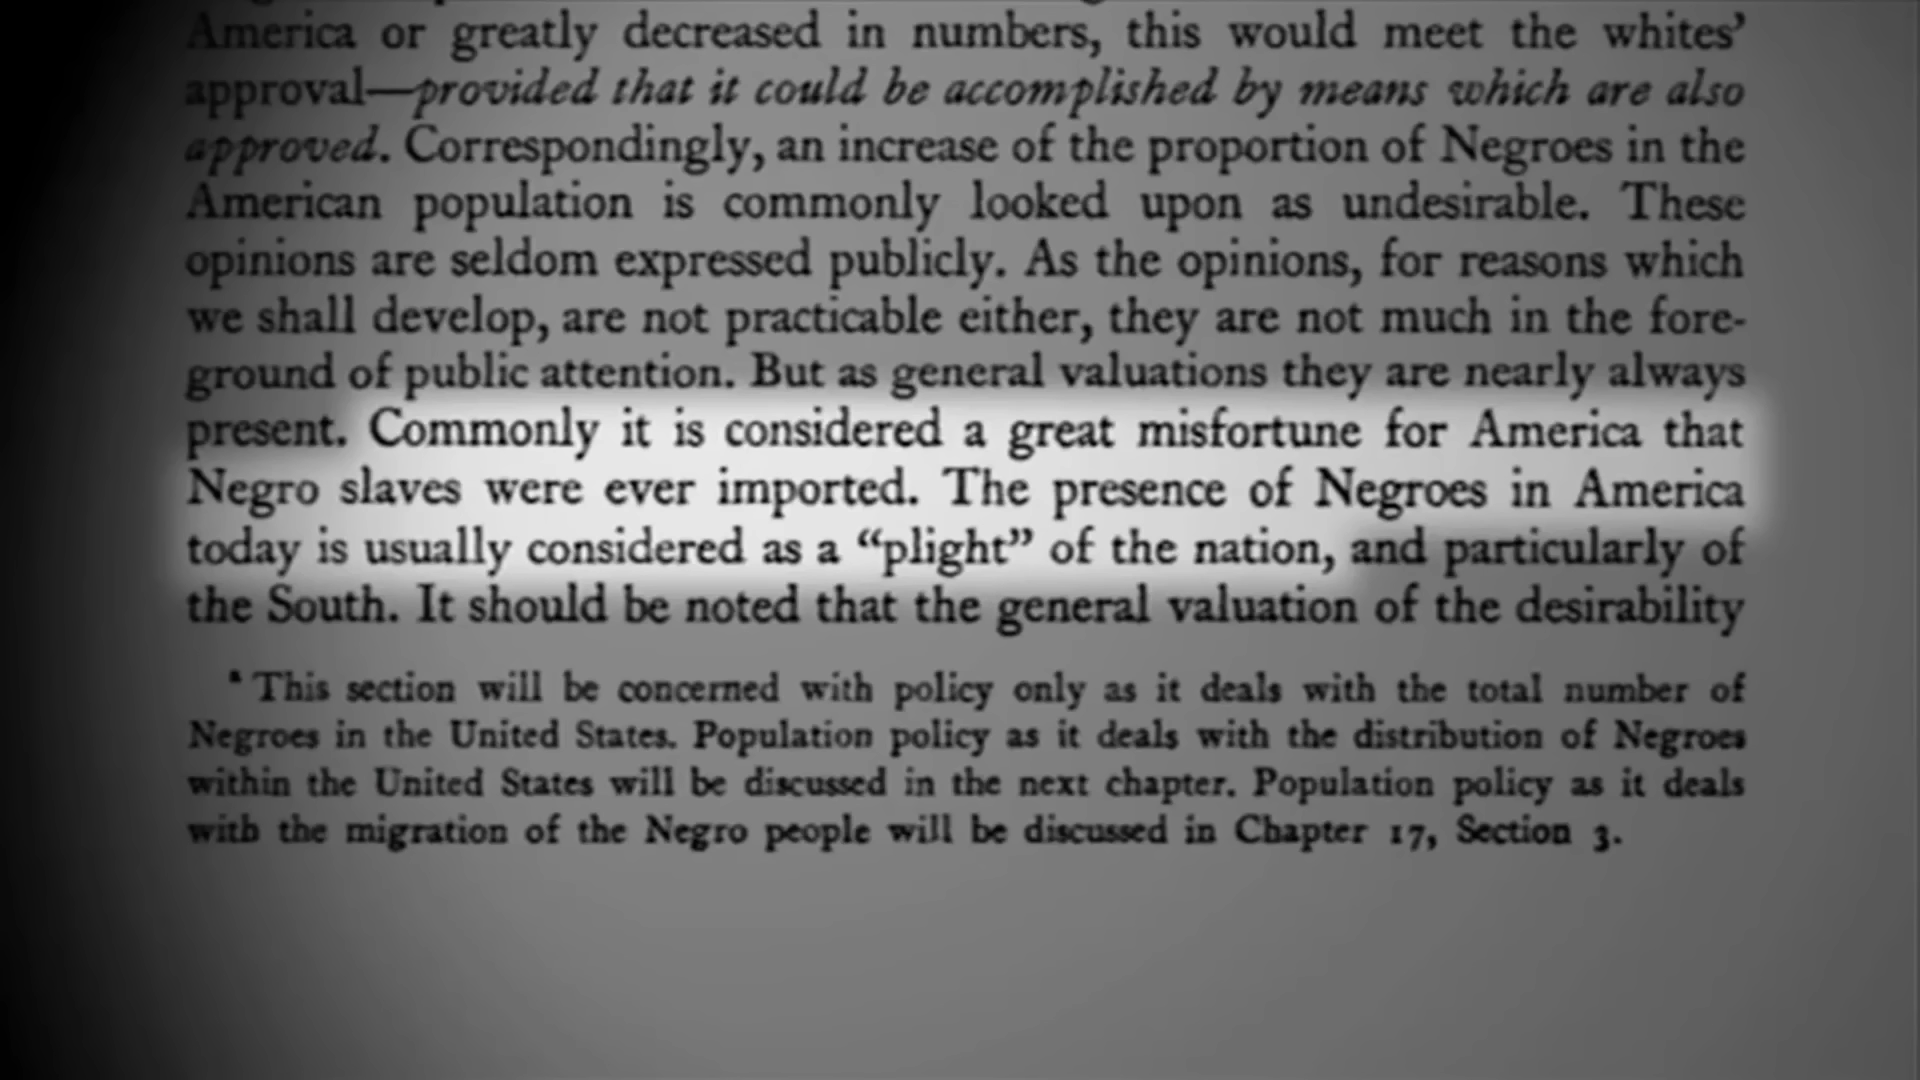 America or greatly decreased in numbers, this would meet the whites’
approval—provided that it could be accomplished by means which are also
approved. Correspondingly, an increase of the proportion of Negroes in the
American population is commonly looked upon as undesirable. These
opinions are seldom expressed publicly. As the opinions, for reasons which
we shall develop, are not practicable either, they are not much in the fore-
ground of public attention. But as general valuations they are nearly always
present. Commonly it is considered a great misfortune for America that
Negro slaves were ever imported. The presence of Negroes in America
today is usually considered as a “plight” of the nation, and particularly of
the South. It should be noted that the general valuation of the desirability
ᵃ This section will be concerned with policy only as it deals with the total number of
Negroes in the United States. Population policy as it deals with the distribution of Negroes
within the United States will be discussed in the next chapter. Population policy as it deals
with the migration of the Negro people will be discussed in Chapter 17, Section 3.